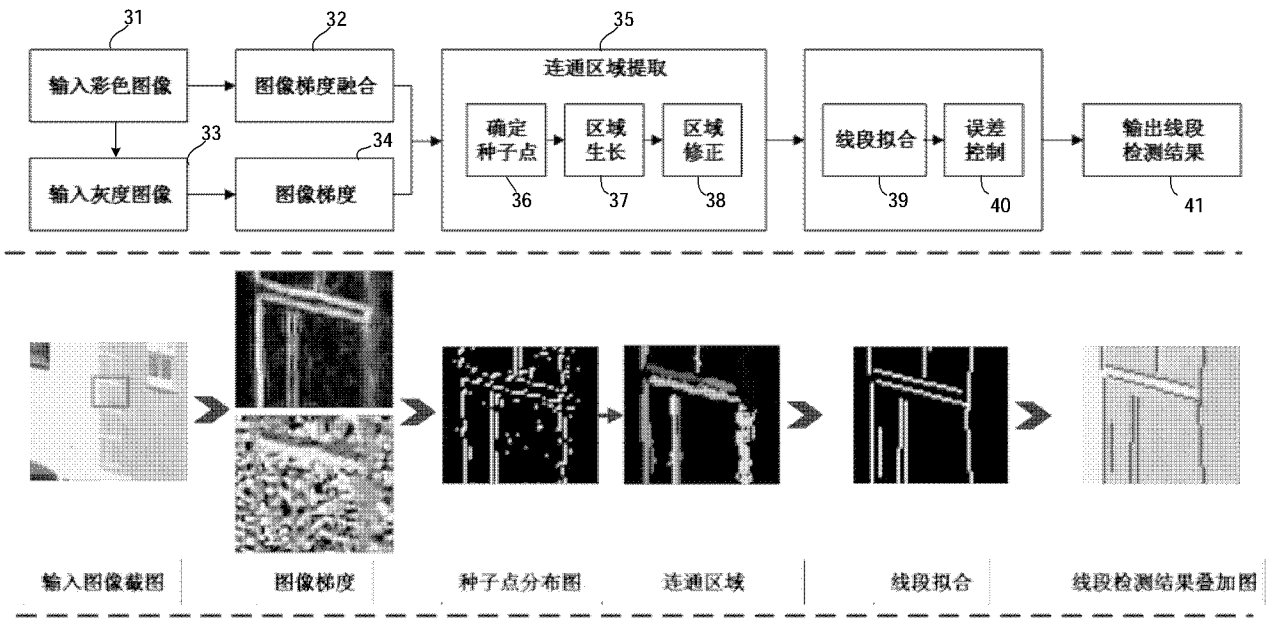 31
32
35
输入彩色图像
图像梯度融合
连通区域提取
33
34
确定
种子点
区域
生长
区域
修正
线段拟合
误差
控制
输出线段
检测结果
输入灰度图像
图像梯度
36
37
38
39
40
41
输入图像截图
图像梯度
种子点分布图
连通区域
线段拟合
线段检测结果叠加图